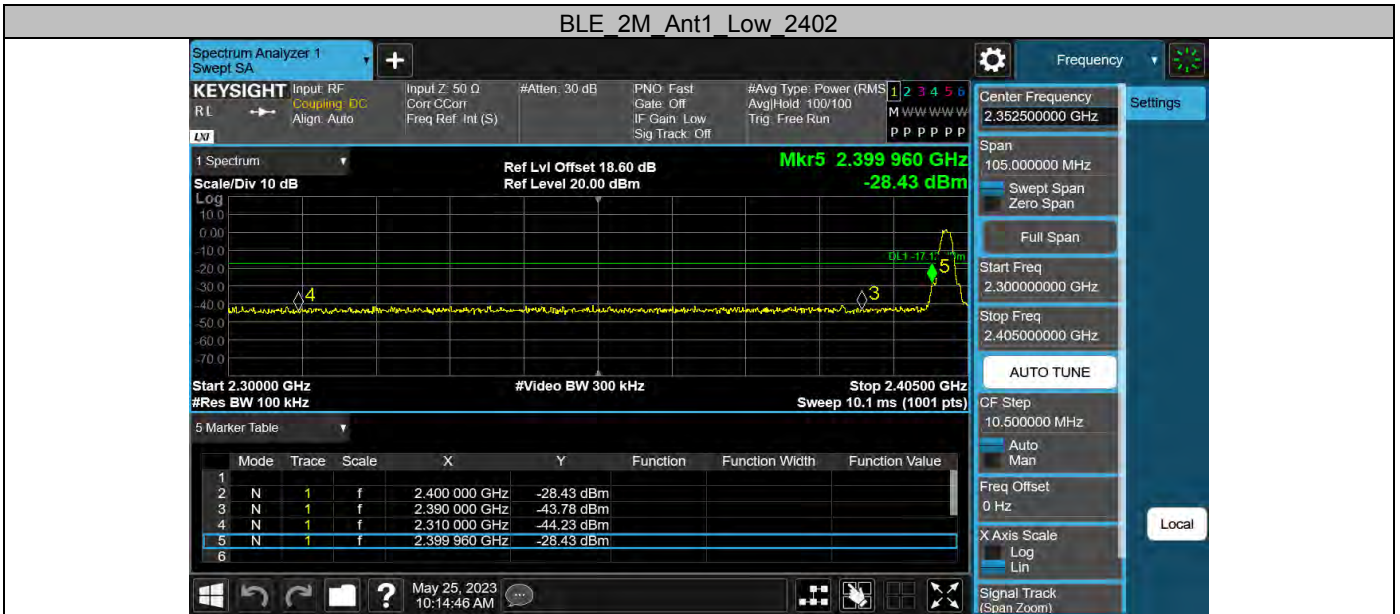 BLE_2M_Ant1_Low_2402
Spectrum Analyzer 1
Swept SA
+
Frequency
KEYSIGHT
RL
LXI
Input: RF
Coupling: DC
Align: Auto
Input Z: 50 Ω
Corr CCorr
Freq Ref: Int (S)
#Atten: 30 dB
PNO: Fast
Gate: Off
IF Gain: Low
Sig Track: Off
#Avg Type: Power (RMS
Avg|Hold: 100/100
Trig: Free Run
1 2 3 4 5 6
M W W W W W
P P P P P P
Center Frequency
2.352500000 GHz
Settings
Span
105.000000 MHz
Swept Span
Zero Span
Full Span
Start Freq
2.300000000 GHz
Stop Freq
2.405000000 GHz
AUTO TUNE
CF Step
10.500000 MHz
Auto
Man
Freq Offset
0 Hz
X Axis Scale
Log
Lin
Signal Track
(Span Zoom)
Local
1 Spectrum
Scale/Div 10 dB
Ref Lvl Offset 18.60 dB
Ref Level 20.00 dBm
Mkr5 2.399 960 GHz
-28.43 dBm
Log
10.0
0.00
-10.0
-20.0
-30.0
-40.0
-50.0
-60.0
-70.0
4
3
5
Start 2.30000 GHz
#Res BW 100 kHz
#Video BW 300 kHz
Stop 2.40500 GHz
Sweep 10.1 ms (1001 pts)
5 Marker Table
Mode Trace Scale X Y Function Function Width Function Value
1
2 N 1 f 2.400 000 GHz -28.43 dBm
3 N 1 f 2.390 000 GHz -43.78 dBm
4 N 1 f 2.310 000 GHz -44.23 dBm
5 N 1 f 2.399 960 GHz -28.43 dBm
6
?
May 25, 2023
10:14:46 AM